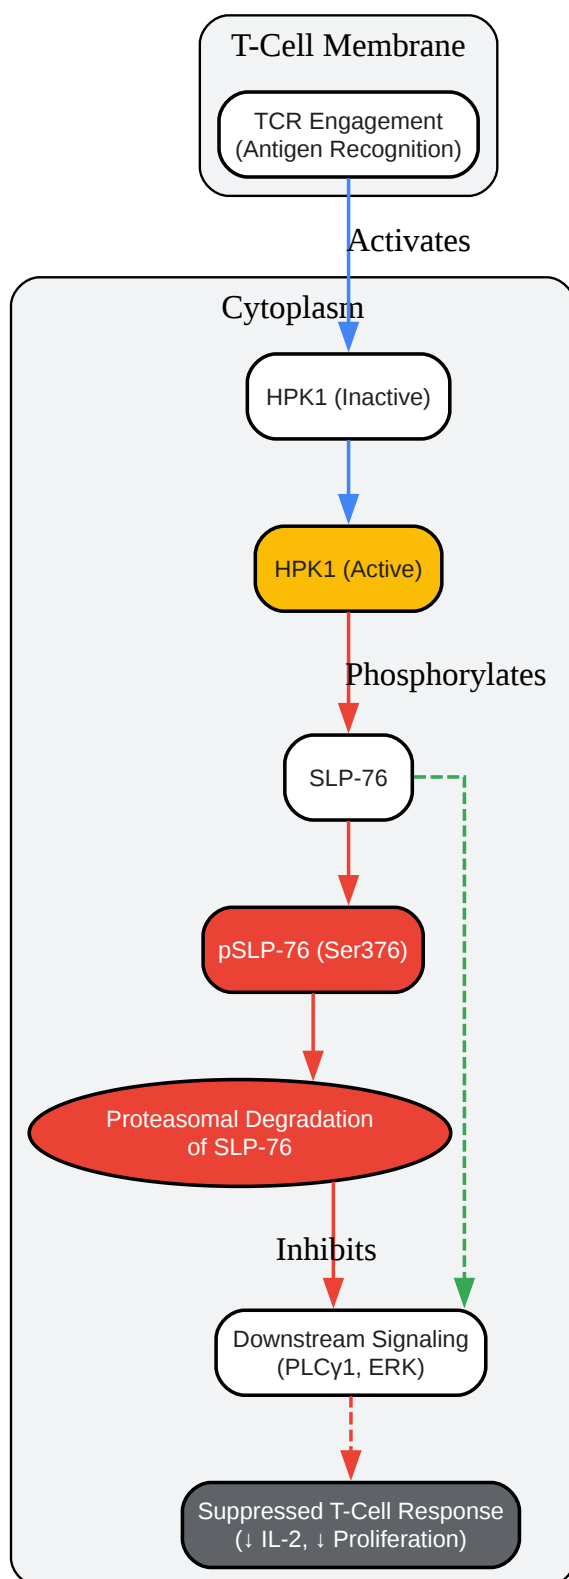 T-Cell Membrane
TCR Engagement
(Antigen Recognition)
Activates
Cytoplasm
HPK1 (Inactive)
HPK1 (Active)
Phosphorylates
SLP-76
pSLP-76 (Ser376)
Proteasomal Degradation
of SLP-76
Inhibits
Downstream Signaling
(PLCγ1, ERK)
Suppressed T-Cell Response
(↓ IL-2, ↓ Proliferation)